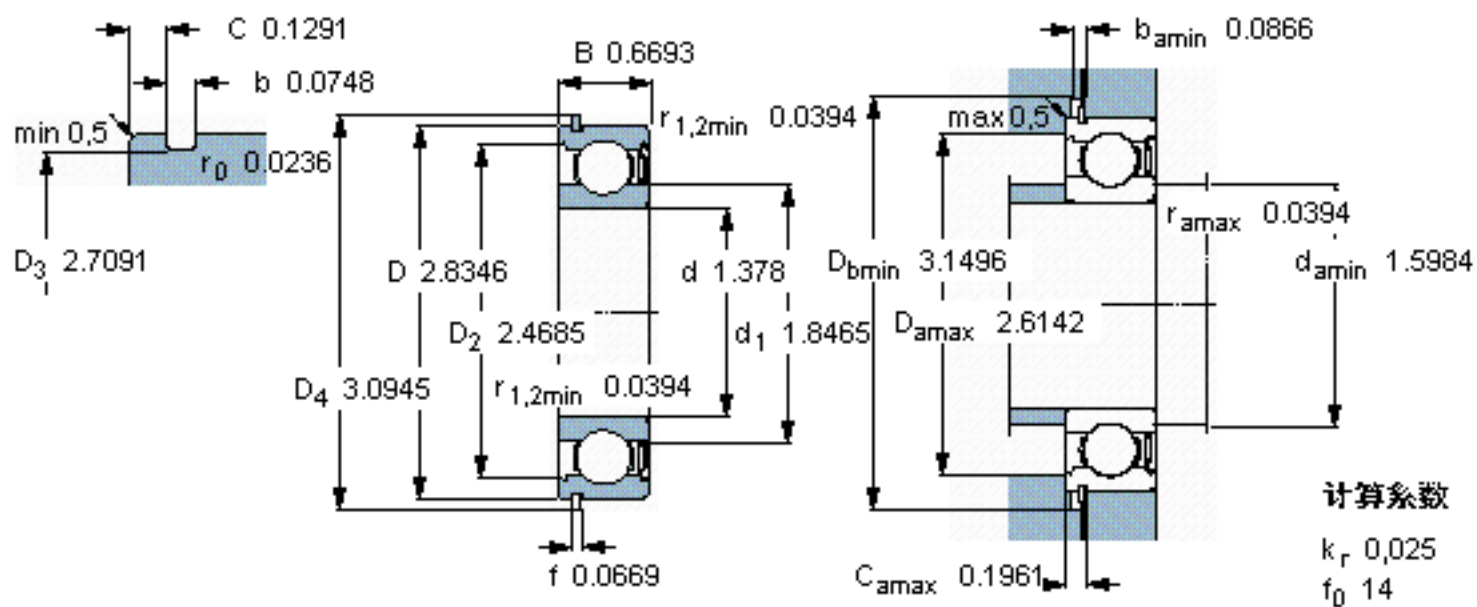 C 0.1291
b 0.0748
min 0,5
r0 0.0236
D3 2.7091
B 0.6693
r1,2min 0.0394
D 2.8346
d 1.378
D2 2.4685
d1 1.8465
D4 3.0945
r1,2min 0.0394
f 0.0669
bamin 0.0866
max 0,5
ramax 0.0394
Dbmin 3.1496
damin 1.5984
Damax 2.6142
Camax 0.1961
计算系数
kr 0,025
f0 14